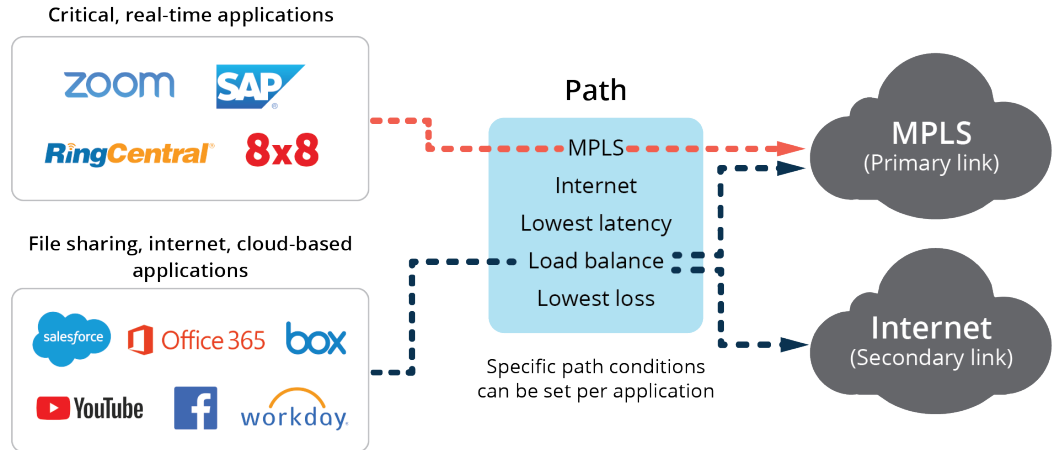 Critical, real-time applications
zoom
SAP
®
RingCentral®
8x8
File sharing, internet, cloud-based
applications
salesforce
Office 365
box
YouTube
f
workday.
Path
MPLS
Internet
Lowest latency
Load balance
Lowest loss
Specific path conditions
can be set per application
MPLS
(Primary link)
Internet
(Secondary link)